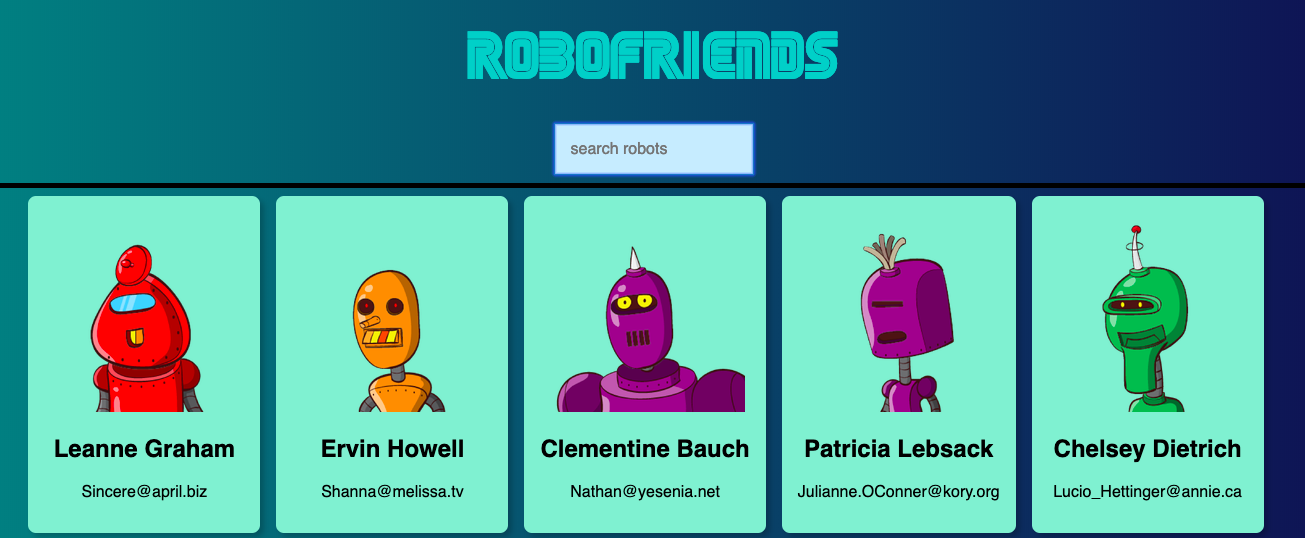 ROBOFRIENDS
search robots
Leanne Graham
Sincere@april.biz
Ervin Howell
Shanna@melissa.tv
Clementine Bauch
Nathan@yesenia.net
Patricia Lebsack
Julianne.OConner@kory.org
Chelsey Dietrich
Lucio_Hettinger@annie.ca